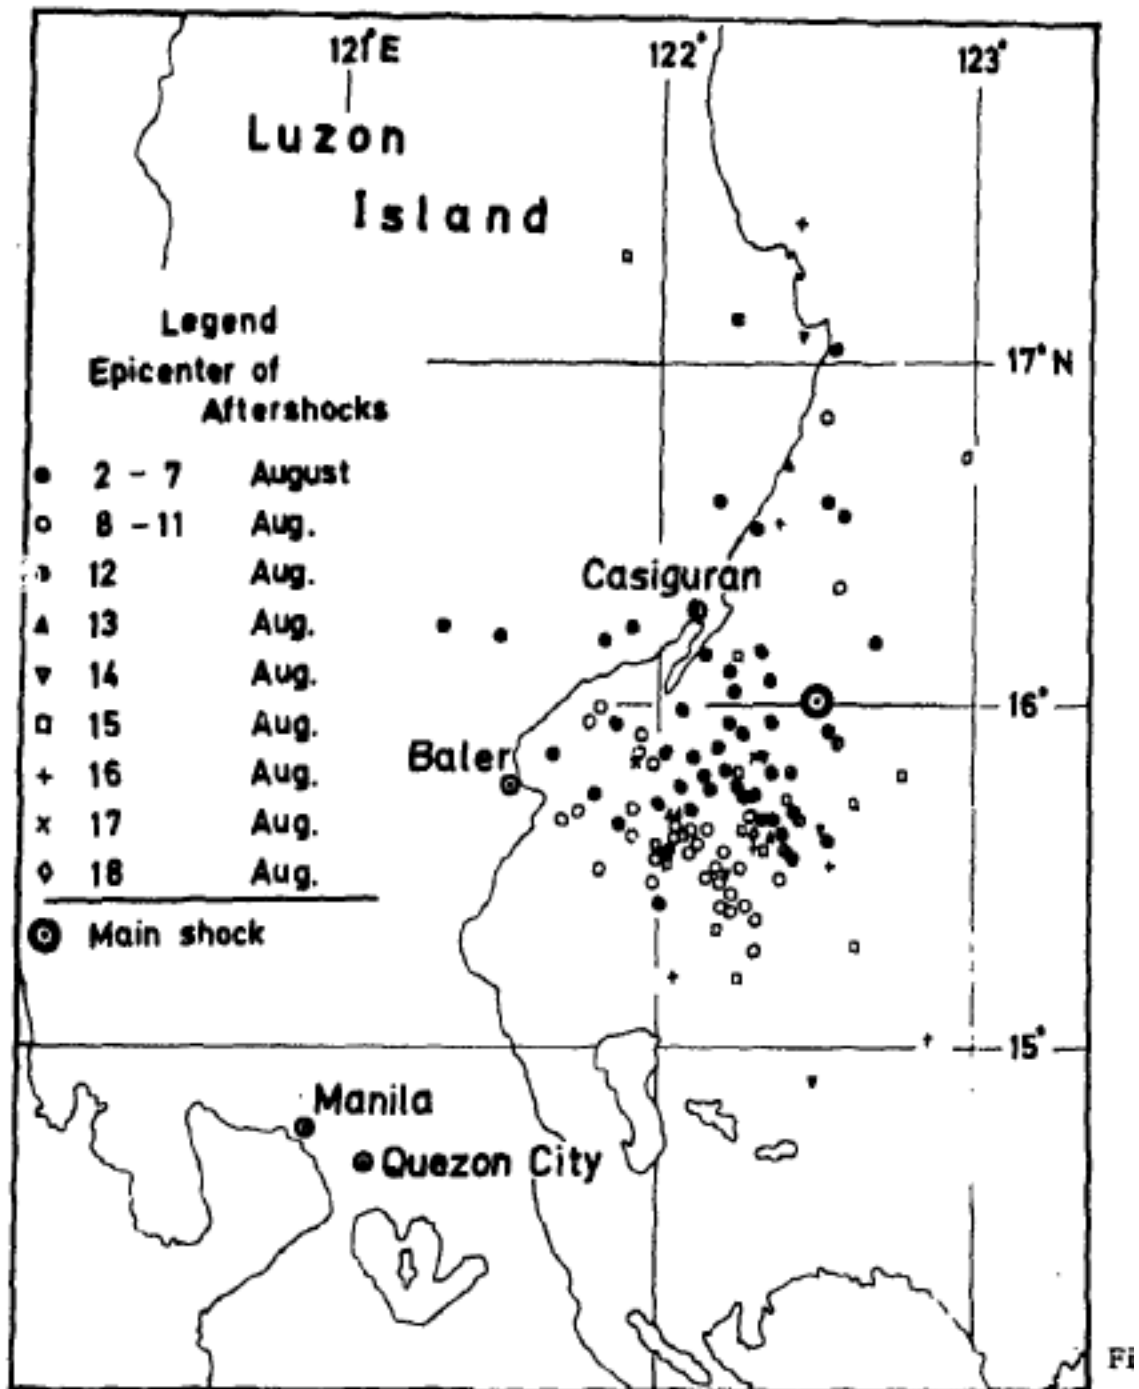 121°E 122° 123°
Luzon
Island
Legend
Epicenter of
Aftershocks
2 - 7 August
8 - 11 Aug.
12 Aug.
13 Aug.
14 Aug.
15 Aug.
16 Aug.
17 Aug.
18 Aug.
Main shock
17°N
Casiguran
16°
Baler
15°
Manila
Quezon City
Fi